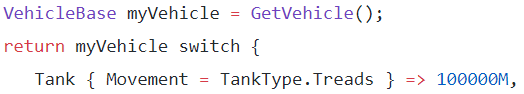 VehicleBase myVehicle = GetVehicle();
return myVehicle switch {
Tank { Movement = TankType.Treads } => 100000M,